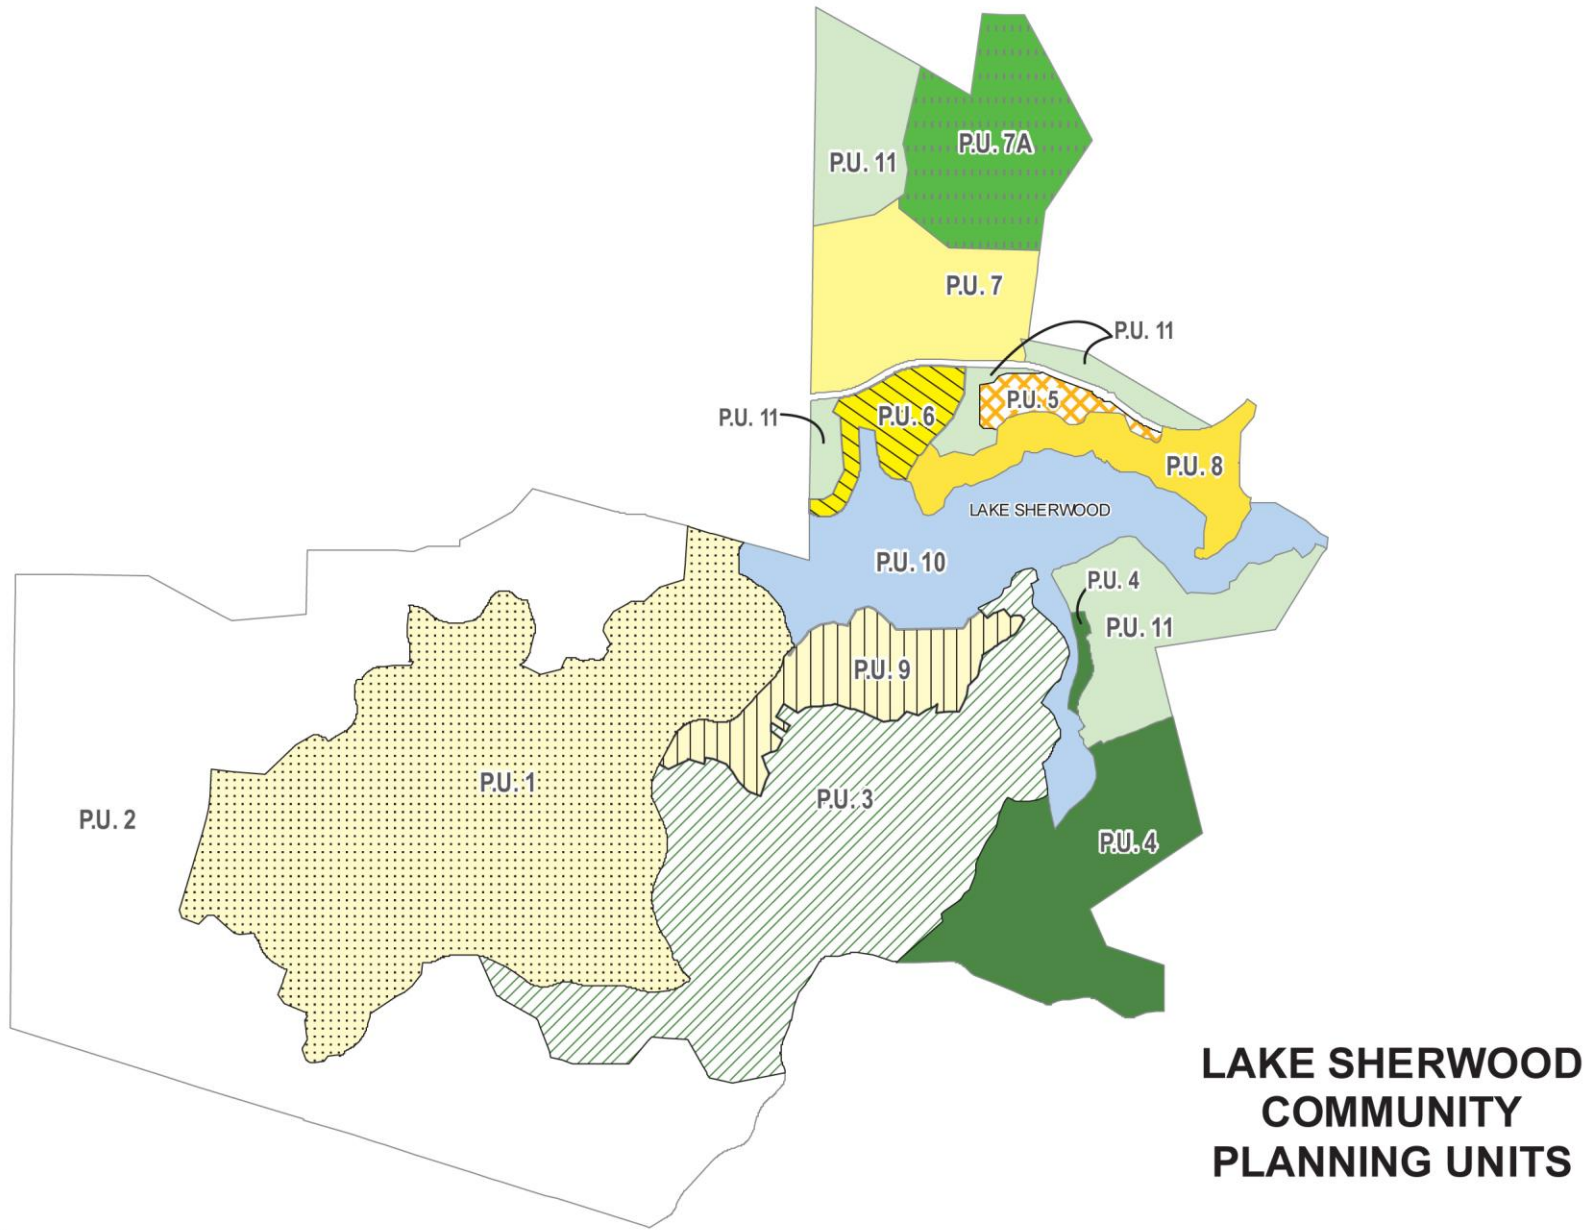 P.U. 7A
P.U. 11
P.U. 7
P.U. 11
P.U. 5
P.U. 11
P.U. 6
P.U. 8
LAKE SHERWOOD
P.U. 10
P.U. 4
P.U. 11
P.U. 9
P.U. 1
P.U. 3
P.U. 2
P.U. 4
LAKE SHERWOOD
COMMUNITY
PLANNING UNITS